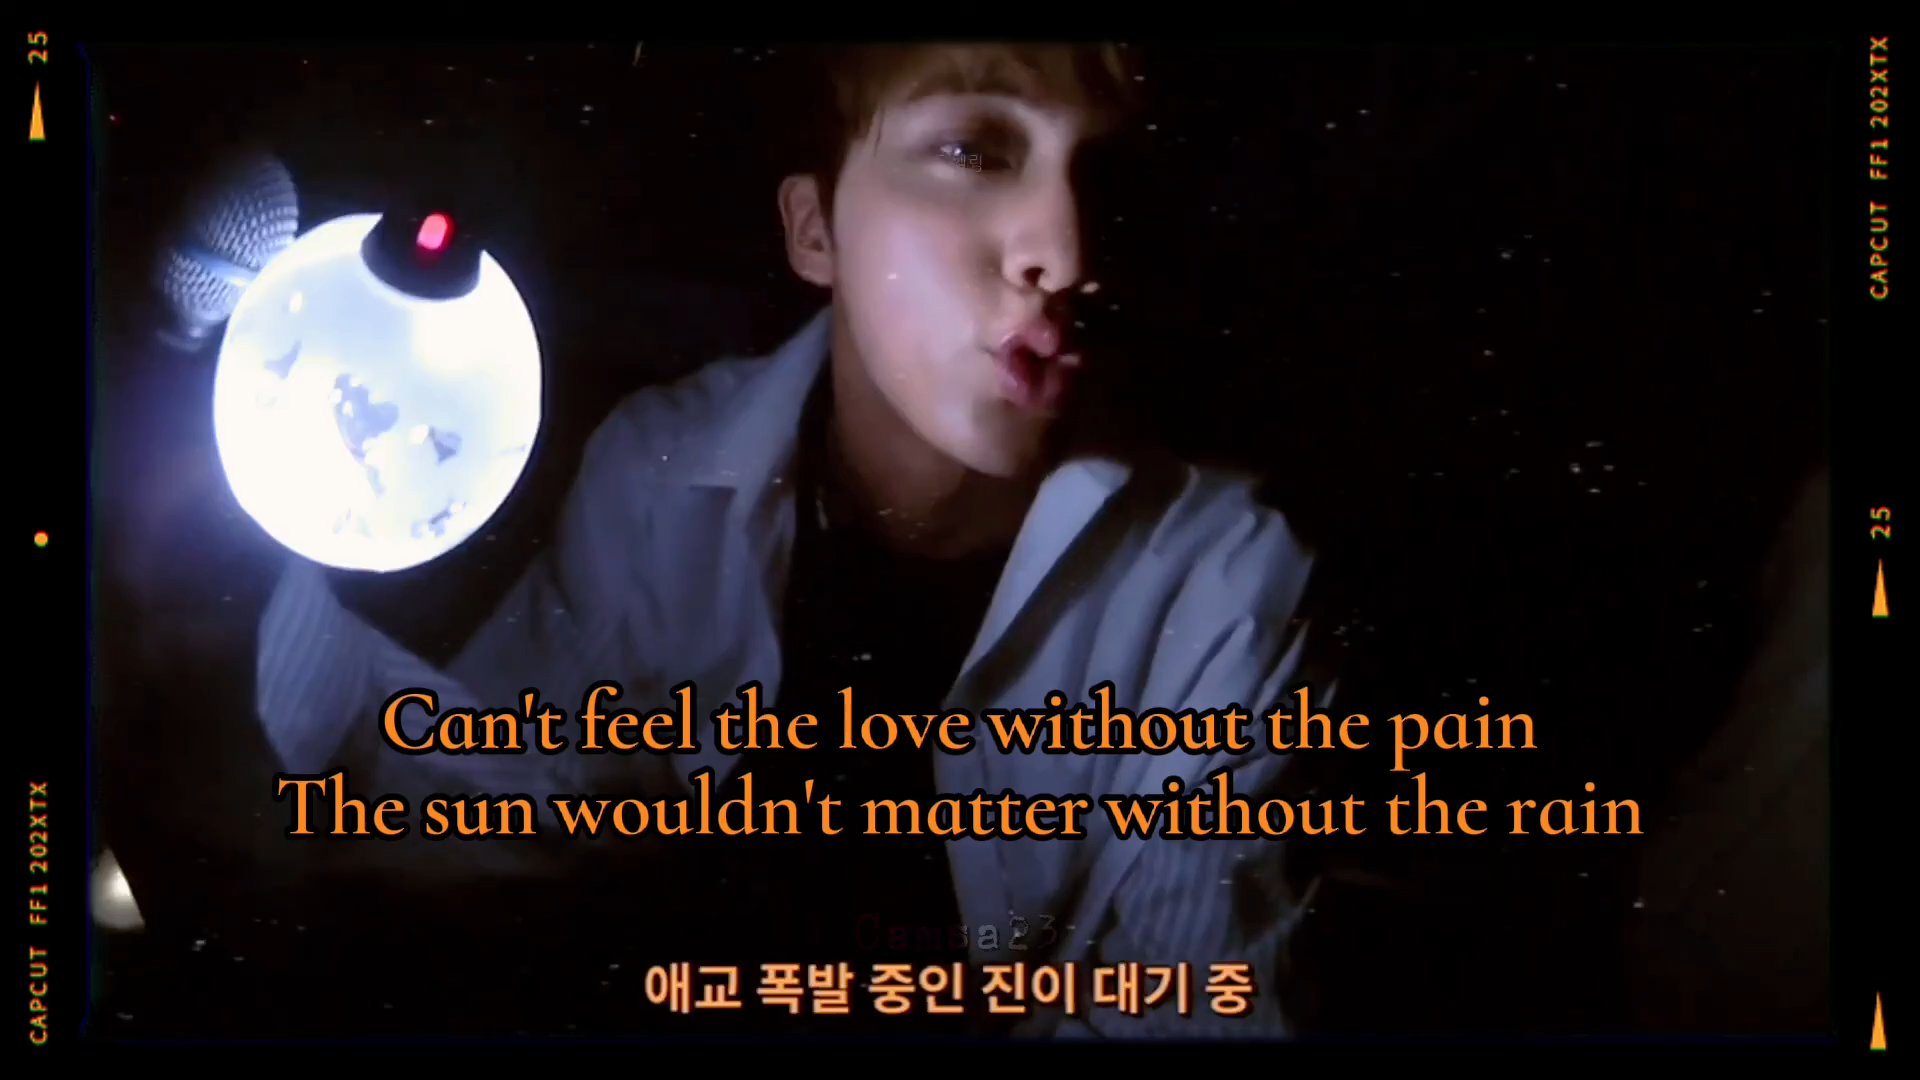 25
CAPCUT FF1 202XTX
Can't feel the love without the pain
The sun wouldn't matter without the rain
Camsa23
애교 폭발 중인 진이 대기 중
CAPCUT FF1 202XTX
25